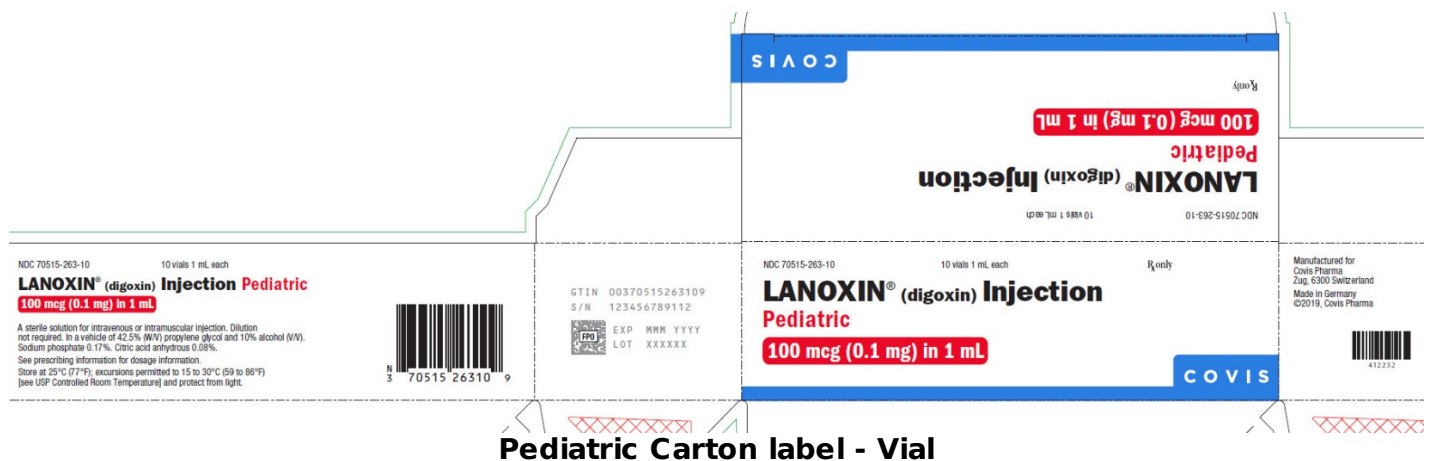 COVIS
Rx only
100 mcg (0.1 mg) in 1 mL
Pediatric
LANOXIN® (digoxin) Injection
NDC 70515-263-10 10 vials 1 mL each
NDC 70515-263-10 10 vials 1 mL each
LANOXIN® (digoxin) Injection Pediatric
100 mcg (0.1 mg) in 1 mL
A sterile solution for intravenous or intramuscular injection. Dilution
not required. In a vehicle of 42.5% (W/V) propylene glycol and 10% alcohol (V/V).
Sodium phosphate 0.17%. Citric acid anhydrous 0.08%.
See prescribing information for dosage information.
Store at 25°C (77°F); excursions permitted to 15 to 30°C (59 to 86°F)
[see USP Controlled Room Temperature] and protect from light.
N
3 70515 26310 9
GTIN 00370515263109
S/N 123456789112
FPO
EXP MMM YYYY
LOT XXXXXX
NDC 70515-263-10 10 vials 1 mL each Rx only
LANOXIN® (digoxin) Injection
Pediatric
100 mcg (0.1 mg) in 1 mL
COVIS
Manufactured for
Covis Pharma
Zug, 6300 Switzerland
Made in Germany
©2019, Covis Pharma
412232
Pediatric Carton label - Vial